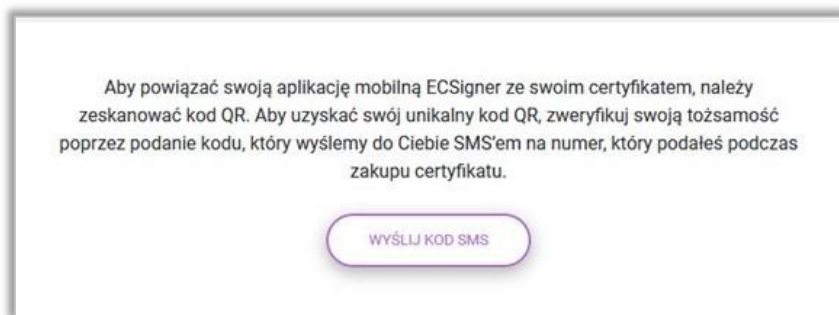 Aby powiązać swoją aplikację mobilną ECSigner ze swoim certyfikatem, należy
zeskanować kod QR. Aby uzyskać swój unikalny kod QR, zweryfikuj swoją tożsamość
poprzez podanie kodu, który wyślemy do Ciebie SMS'em na numer, który podałeś podczas
zakupu certyfikatu.
WYŚLIJ KOD SMS